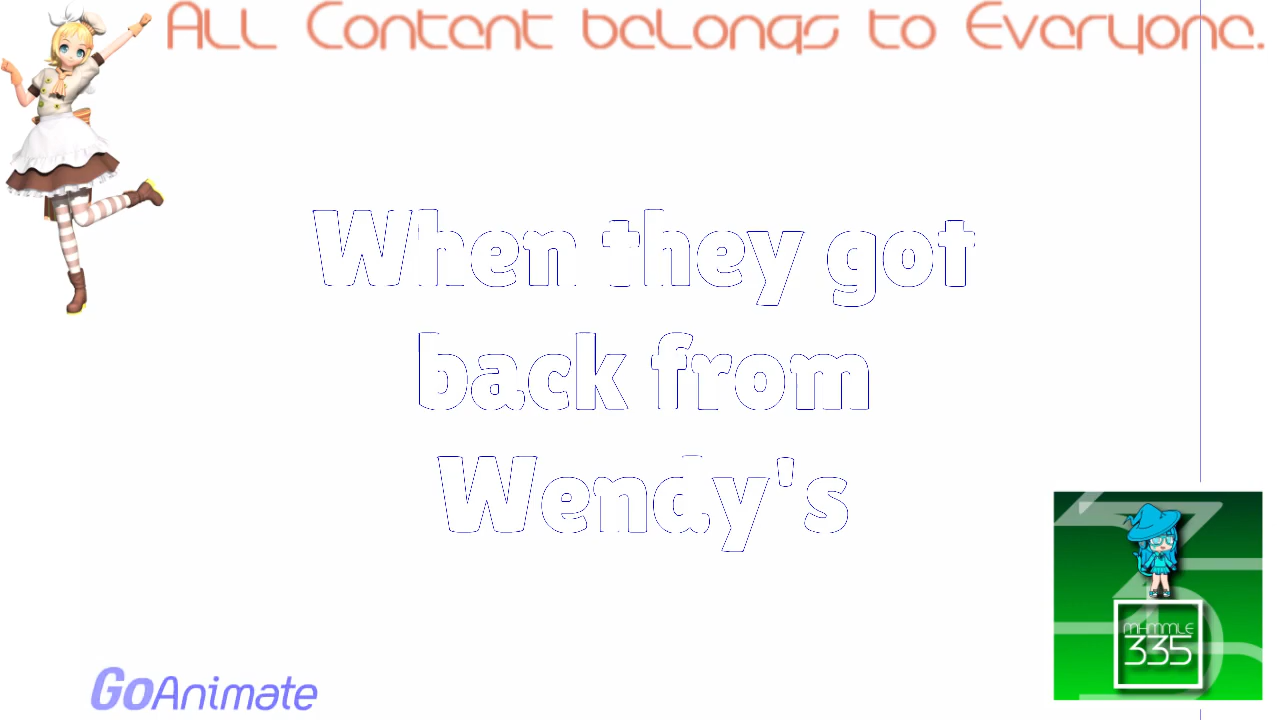 ALL Content belongs to Everyone.
When they got
back from
Wendy's
MHMMLE
335
GoAnimate